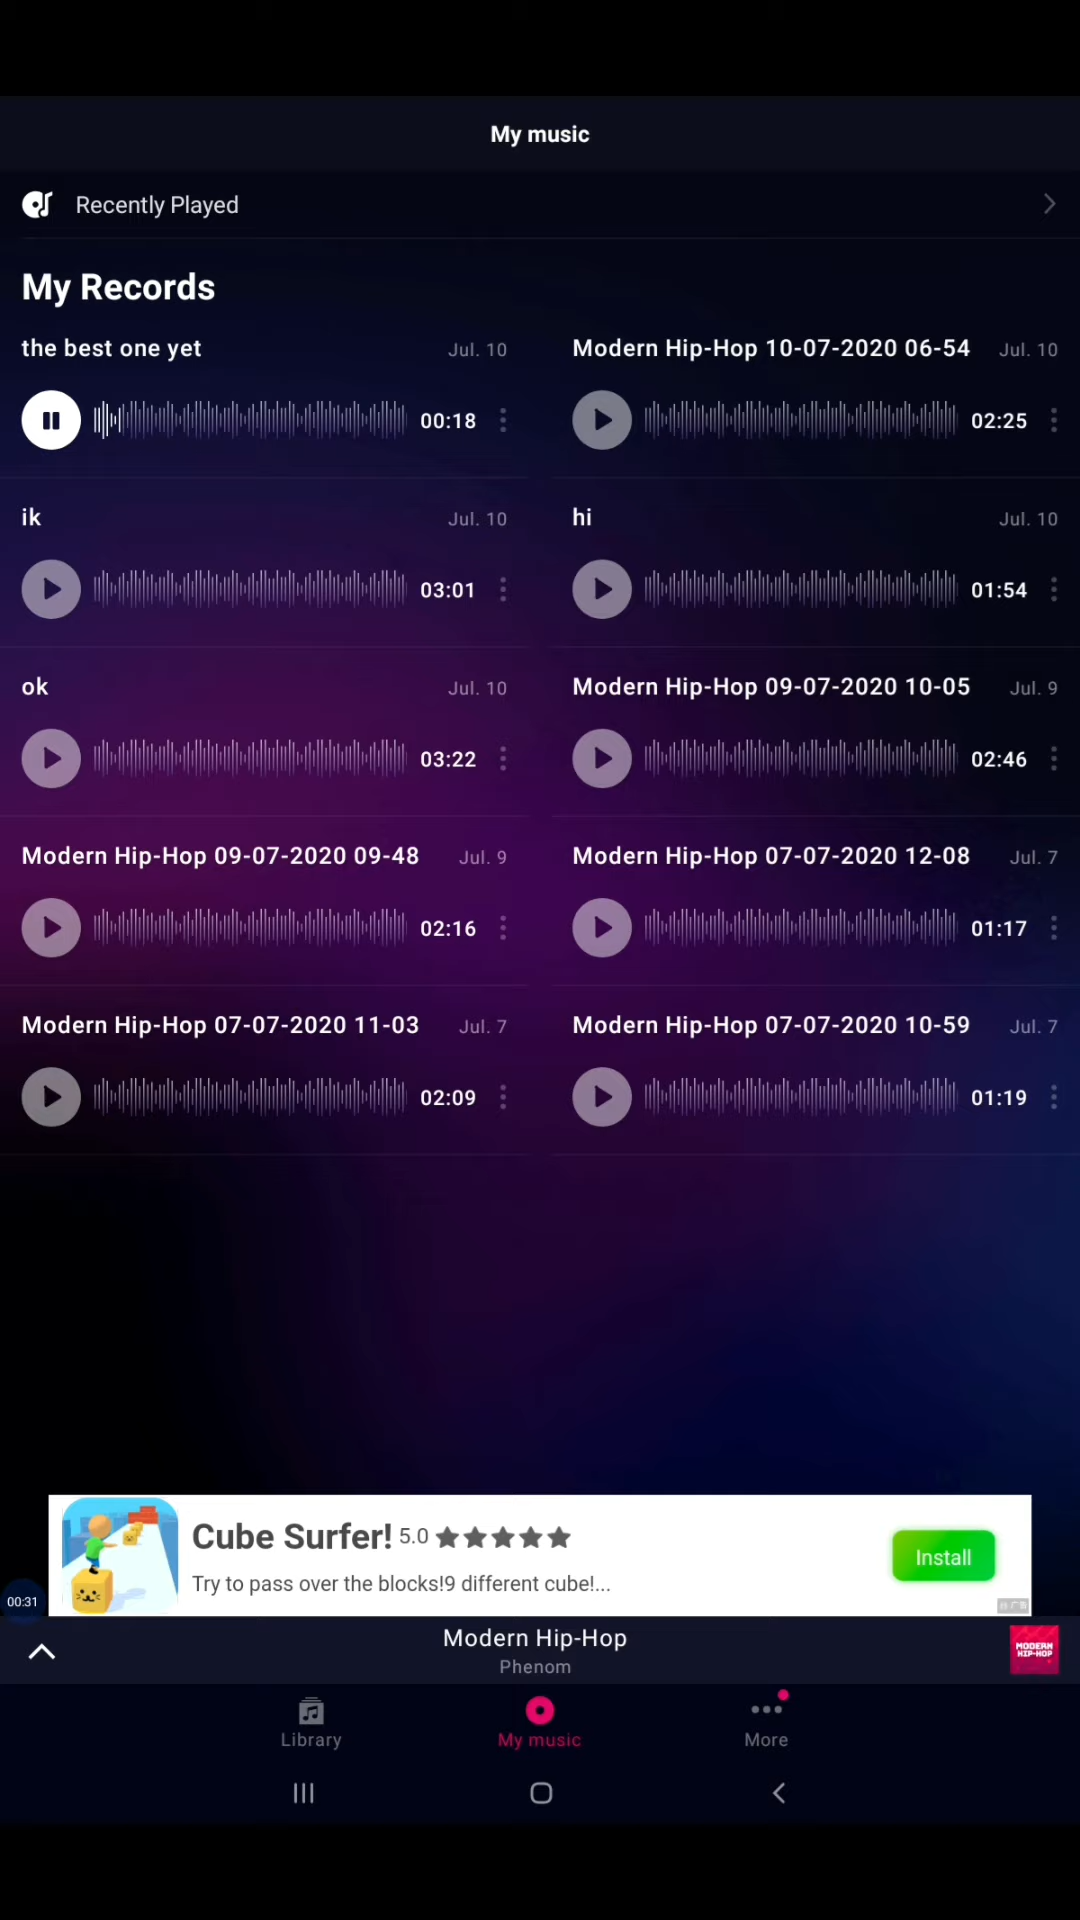 My music
Recently Played
My Records
the best one yet Jul. 10
00:18
Modern Hip-Hop 10-07-2020 06-54 Jul. 10
02:25
ik Jul. 10
03:01
hi Jul. 10
01:54
ok Jul. 10
03:22
Modern Hip-Hop 09-07-2020 10-05 Jul. 9
02:46
Modern Hip-Hop 09-07-2020 09-48 Jul. 9
02:16
Modern Hip-Hop 07-07-2020 12-08 Jul. 7
01:17
Modern Hip-Hop 07-07-2020 11-03 Jul. 7
02:09
Modern Hip-Hop 07-07-2020 10-59 Jul. 7
01:19
Cube Surfer! 5.0
Try to pass over the blocks!9 different cube!...
Install
广告
00:31
Modern Hip-Hop
Phenom
MODERN
HIP-HOP
Library
My music
More